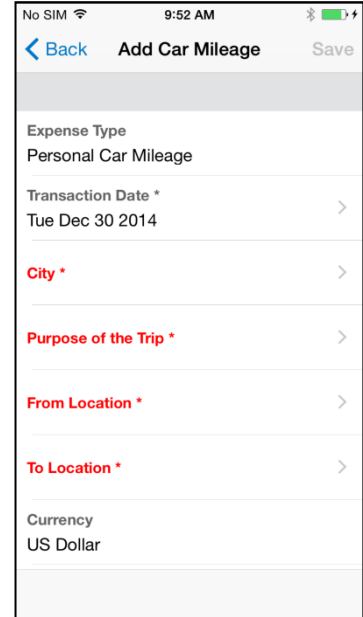 No SIM 9:52 AM
Back Add Car Mileage Save
Expense Type
Personal Car Mileage
Transaction Date *
Tue Dec 30 2014
City *
Purpose of the Trip *
From Location *
To Location *
Currency
US Dollar